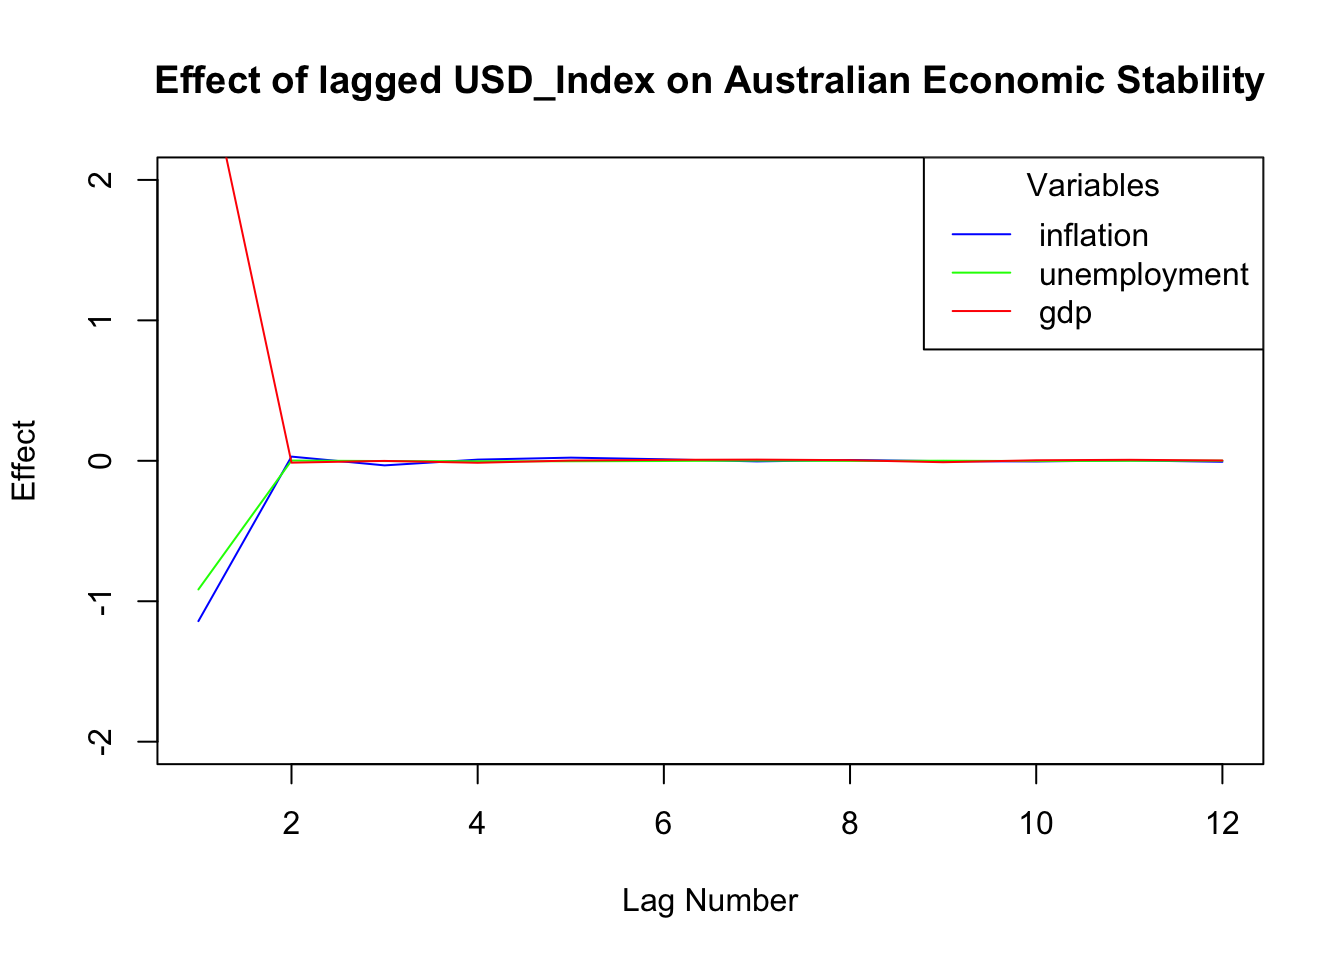 Effect of lagged USD_Index on Australian Economic Stability
Variables
inflation
unemployment
gdp
2
1
0
-1
-2
Effect
2 4 6 8 10 12
Lag Number